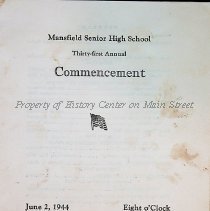 Mansfield Senior High School
Thirty-first Annual
Commencement
Property of History Center on Main Street
June 2, 1944 Eight o'Clock